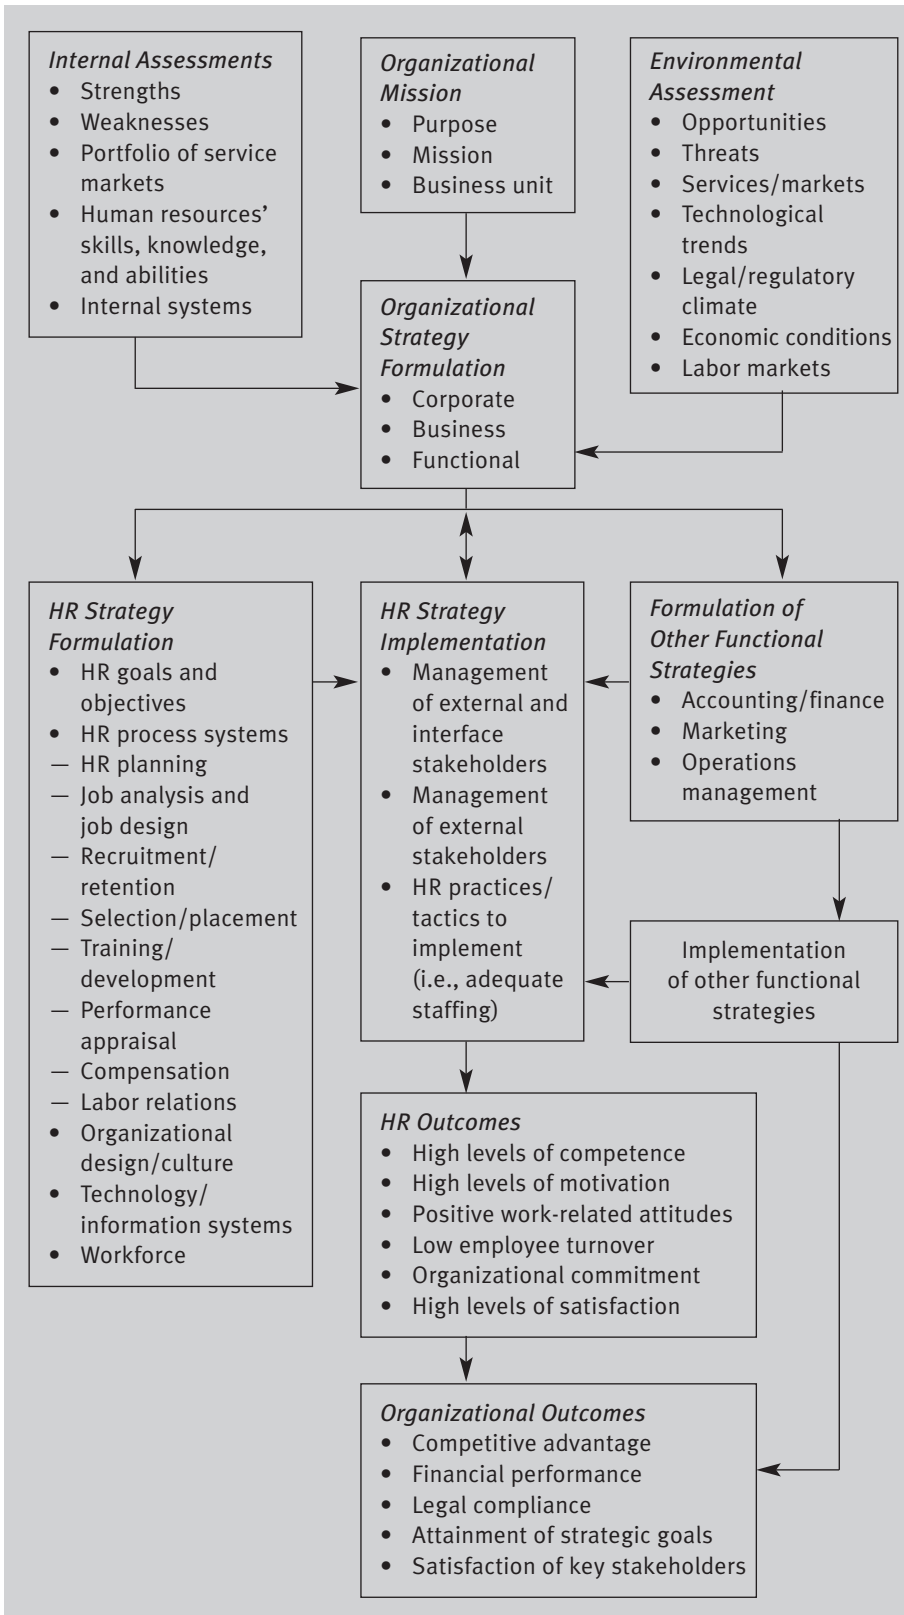 Internal Assessments
• Strengths
• Weaknesses
• Portfolio of service
markets
• Human resources’
skills, knowledge,
and abilities
• Internal systems
Organizational
Mission
• Purpose
• Mission
• Business unit
Environmental
Assessment
• Opportunities
• Threats
• Services/markets
• Technological
trends
• Legal/regulatory
climate
• Economic conditions
• Labor markets
Organizational
Strategy
Formulation
• Corporate
• Business
• Functional
HR Strategy
Formulation
• HR goals and
objectives
• HR process systems
— HR planning
— Job analysis and
job design
— Recruitment/
retention
— Selection/placement
— Training/
development
— Performance
appraisal
— Compensation
— Labor relations
• Organizational
design/culture
• Technology/
information systems
• Workforce
HR Strategy
Implementation
• Management
of external and
interface
stakeholders
• Management
of external
stakeholders
• HR practices/
tactics to
implement
(i.e., adequate
staffing)
Formulation of
Other Functional
Strategies
• Accounting/finance
• Marketing
• Operations
management
Implementation
of other functional
strategies
HR Outcomes
• High levels of competence
• High levels of motivation
• Positive work-related attitudes
• Low employee turnover
• Organizational commitment
• High levels of satisfaction
Organizational Outcomes
• Competitive advantage
• Financial performance
• Legal compliance
• Attainment of strategic goals
• Satisfaction of key stakeholders